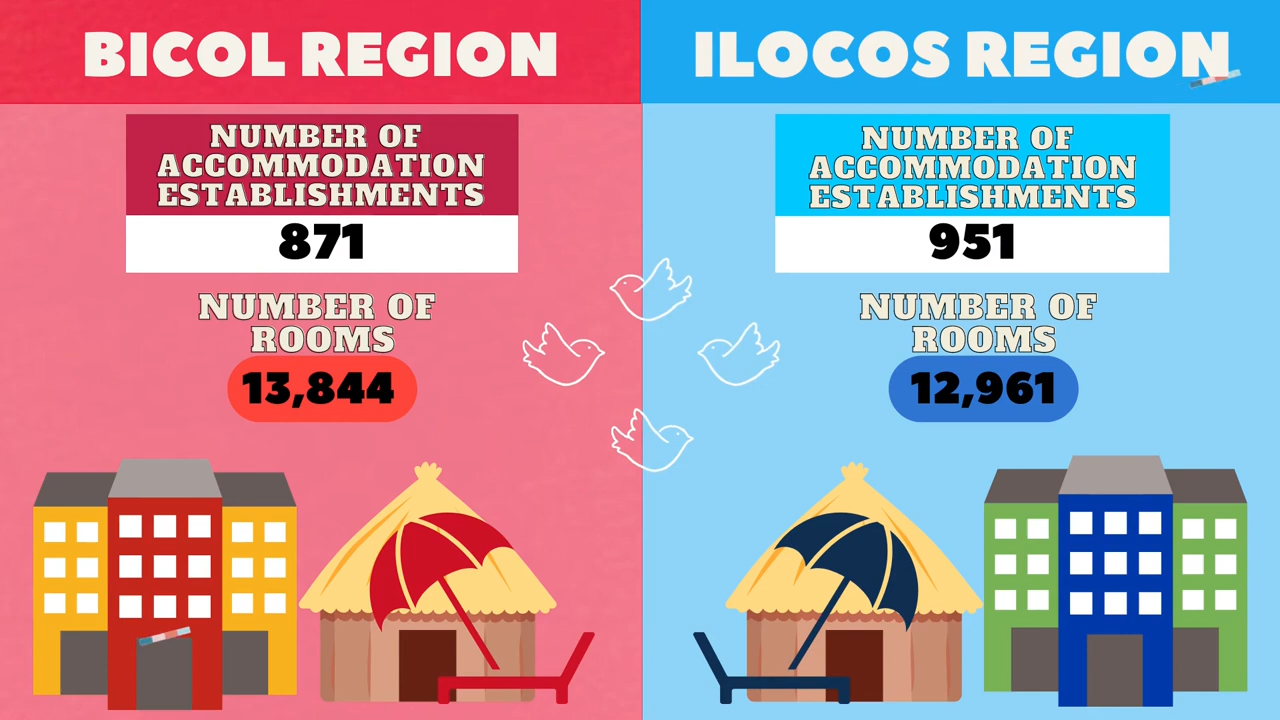 BICOL REGION
NUMBER OF
ACCOMMODATION
ESTABLISHMENTS
871
NUMBER OF
ROOMS
13,844
ILOCOS REGION
NUMBER OF
ACCOMMODATION
ESTABLISHMENTS
951
NUMBER OF
ROOMS
12,961